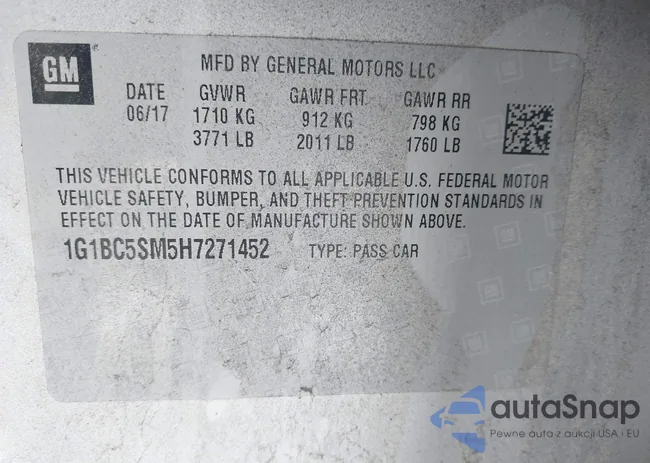 GM
MFD BY GENERAL MOTORS LLC
DATE GVWR GAWR FRT GAWR RR
06/17 1710 KG 912 KG 798 KG
3771 LB 2011 LB 1760 LB
THIS VEHICLE CONFORMS TO ALL APPLICABLE U.S. FEDERAL MOTOR
VEHICLE SAFETY, BUMPER, AND THEFT PREVENTION STANDARDS IN
EFFECT ON THE DATE OF MANUFACTURE SHOWN ABOVE.
1G1BC5SM5H7271452 TYPE: PASS CAR
autaSnap
Pewne auta z aukcji USA i EU